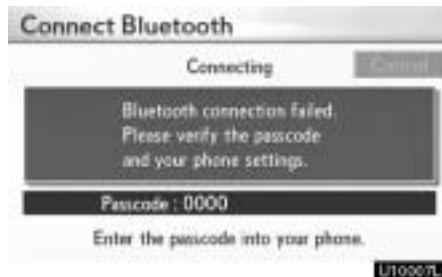 Connect Bluetooth
Connecting
Cancel
Bluetooth connection failed.
Please verify the passcode
and your phone settings.
Passcode : 0000
Enter the passcode into your phone.